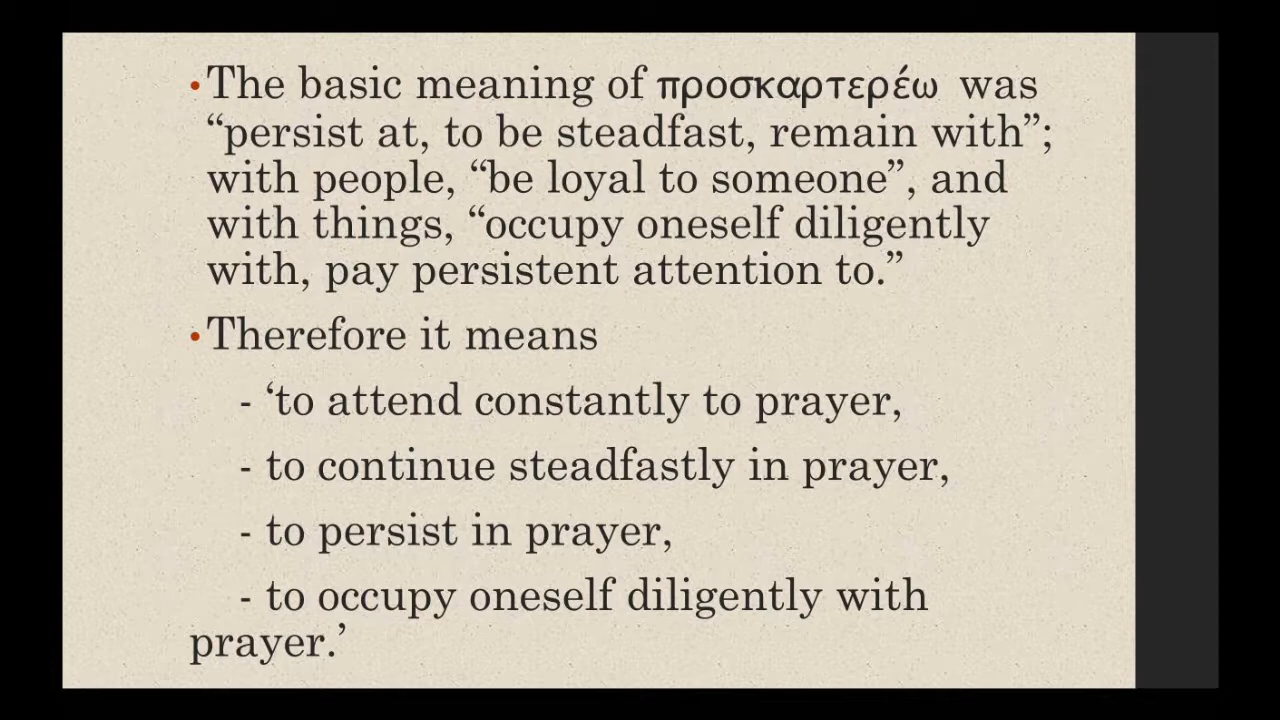 •The basic meaning of προσκαρτερέω was
“persist at, to be steadfast, remain with”;
with people, “be loyal to someone”, and
with things, “occupy oneself diligently
with, pay persistent attention to.”
•Therefore it means
- ‘to attend constantly to prayer,
- to continue steadfastly in prayer,
- to persist in prayer,
- to occupy oneself diligently with
prayer.’